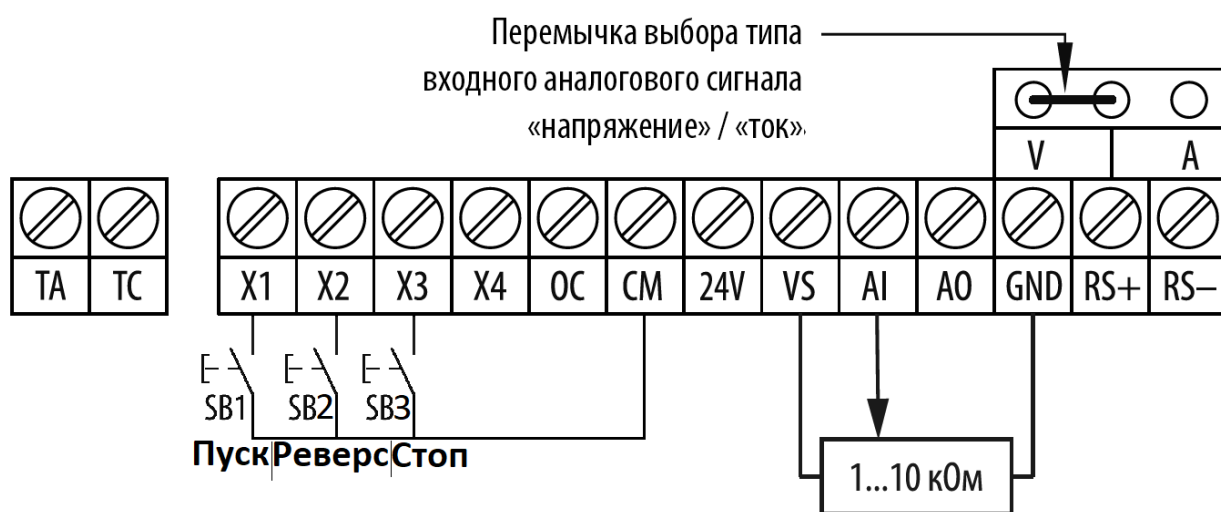 Перемычка выбора типа
входного аналогового сигнала
«напряжение» / «ток».
V A
TA TC X1 X2 X3 X4 OC CM 24V VS AI AO GND RS+ RS–
SB1 SB2 SB3
Пуск Реверс Стоп
1...10 кОм